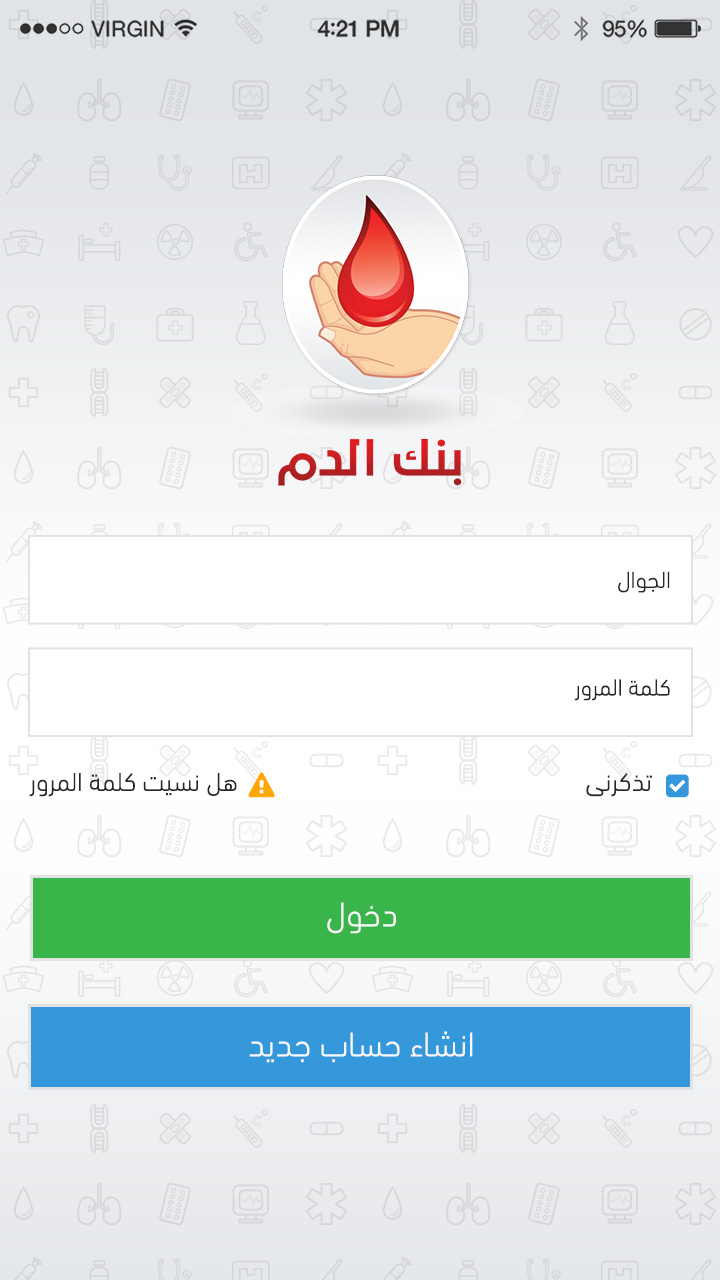 VIRGIN 4:21 PM 95%
بنك الدم
الجوال
كلمة المرور
تذكرنى هل نسيت كلمة المرور
دخول
انشاء حساب جديد